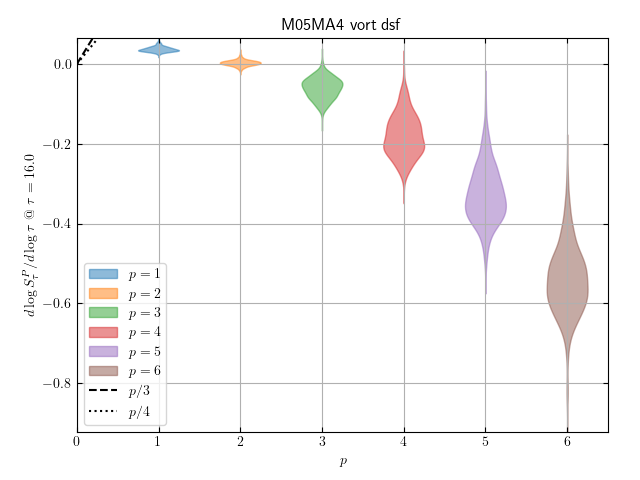 M05MA4 vort dsf
d log S_τ^P / d log τ @ τ = 16.0
0.0
−0.2
−0.4
−0.6
−0.8
p = 1
p = 2
p = 3
p = 4
p = 5
p = 6
p/3
p/4
0 1 2 3 4 5 6
p